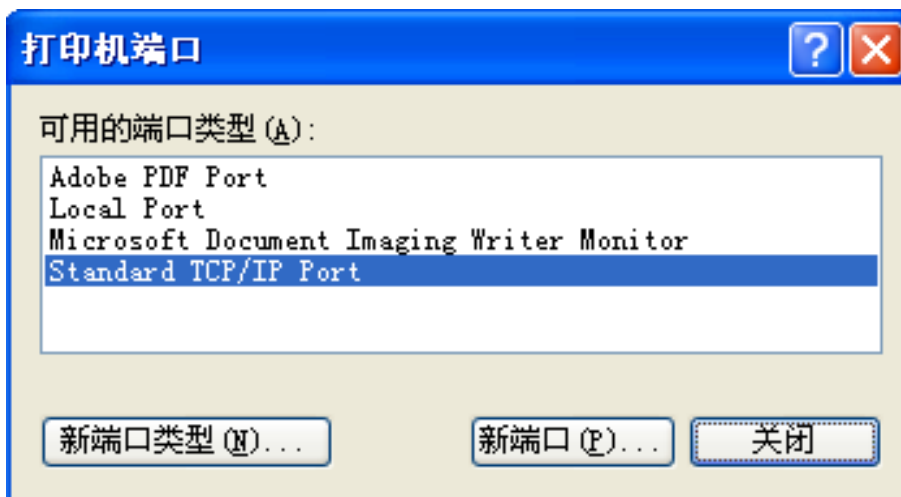 打印机端口
可用的端口类型(A):
Adobe PDF Port
Local Port
Microsoft Document Imaging Writer Monitor
Standard TCP/IP Port
新端口类型(N)... 新端口(P)... 关闭